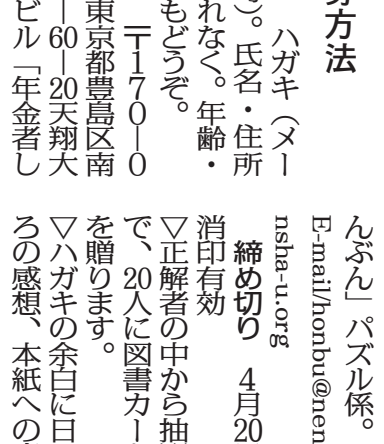 方法
ハガキ（メー
）。氏名・住所
れなく。年齢・
もどうぞ。
〒170―0
東京都豊島区南
―60―20天翔大
ビル「年金者し
んぶん」パズル係。
E-mail/honbu@nen
nsha-u.org
締め切り　4月20
消印有効
▽正解者の中から抽
で、20人に図書カー
を贈ります。
▽ハガキの余白に日
ろの感想、本紙への